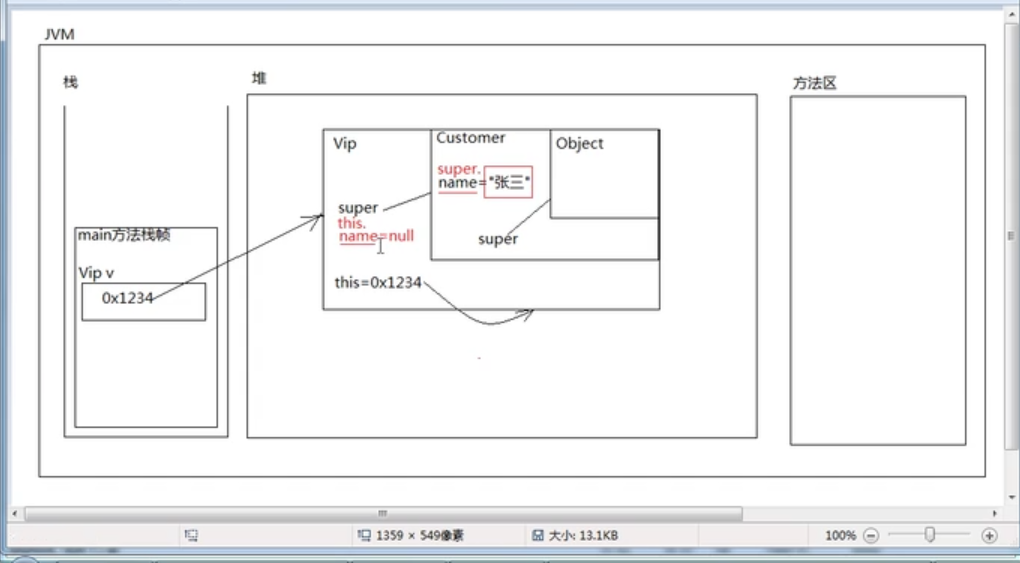 JVM
栈
堆
方法区
Vip
Customer
Object
super.
name="张三"
super
this.
name=null
super
main方法栈帧
Vip v
0x1234
this=0x1234
1359 × 549像素
大小: 13.1KB
100%